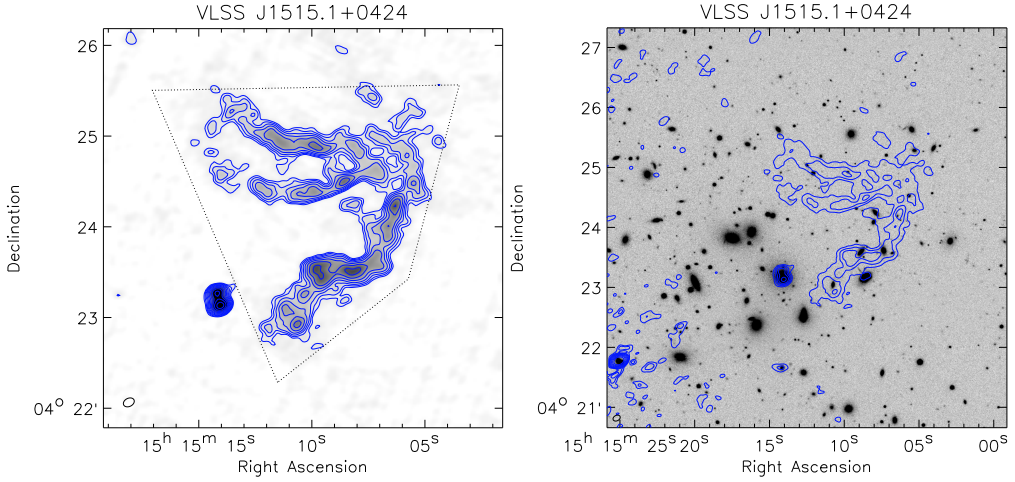 VLSS J1515.1+0424
26
25
24
23
04° 22'
Declination
15ʰ 15ᵐ 15ˢ 10ˢ 05ˢ
Right Ascension
VLSS J1515.1+0424
27
26
25
24
23
22
04° 21'
Declination
15ʰ 15ᵐ 25ˢ 20ˢ 15ˢ 10ˢ 05ˢ 00ˢ
Right Ascension